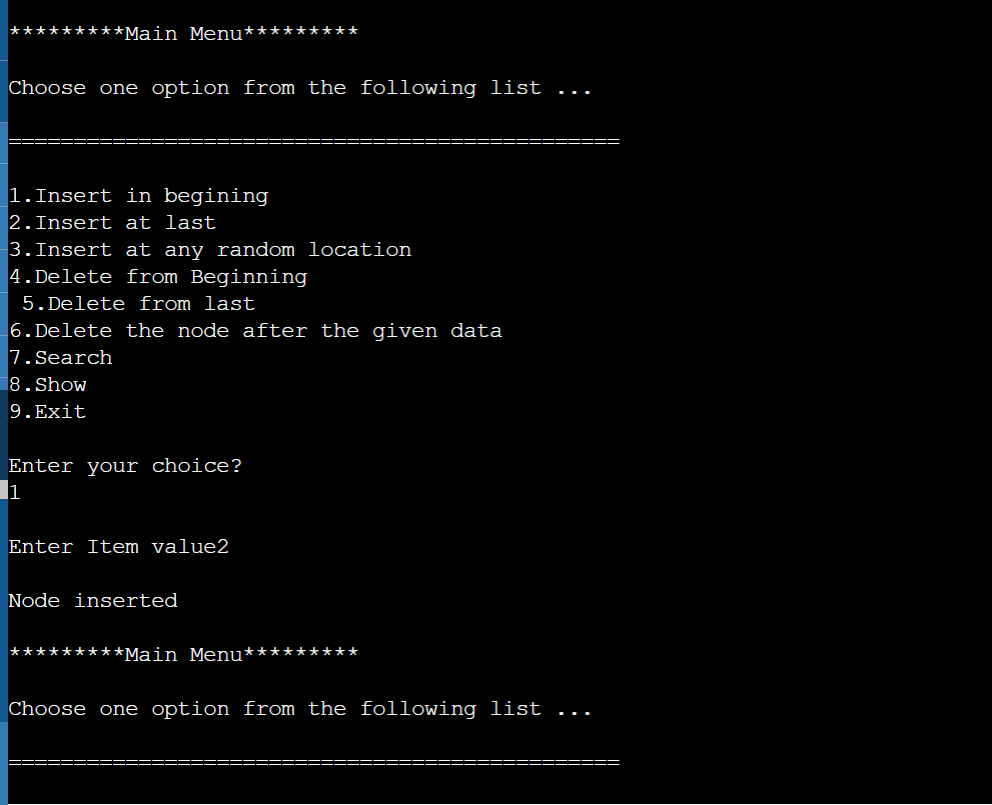 *********Main Menu*********
Choose one option from the following list ...
===============================================
1.Insert in begining
2.Insert at last
3.Insert at any random location
4.Delete from Beginning
5.Delete from last
6.Delete the node after the given data
7.Search
8.Show
9.Exit
Enter your choice?
1
Enter Item value2
Node inserted
*********Main Menu*********
Choose one option from the following list ...
===============================================